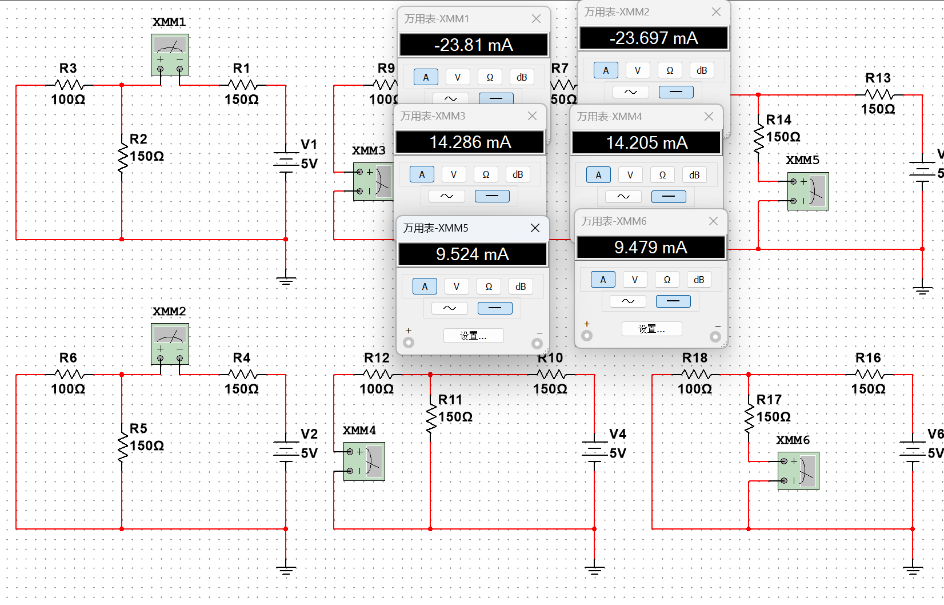 XMM1
R3
100Ω
R1
150Ω
R2
150Ω
V1
5V
R9
100Ω
XMM3
R7
50Ω
万用表-XMM1
-23.81 mA
A V Ω dB
万用表-XMM2
-23.697 mA
A V Ω dB
万用表-XMM3
14.286 mA
A V Ω dB
万用表-XMM4
14.205 mA
A V Ω dB
万用表-XMM5
9.524 mA
A V Ω dB
+ 设置... −
万用表-XMM6
9.479 mA
A V Ω dB
+ 设置... −
R13
150Ω
R14
150Ω
XMM5
V
5
XMM2
R6
100Ω
R4
150Ω
R5
150Ω
V2
5V
R12
100Ω
R10
150Ω
R11
150Ω
XMM4
V4
5V
R18
100Ω
R16
150Ω
R17
150Ω
XMM6
V6
5V